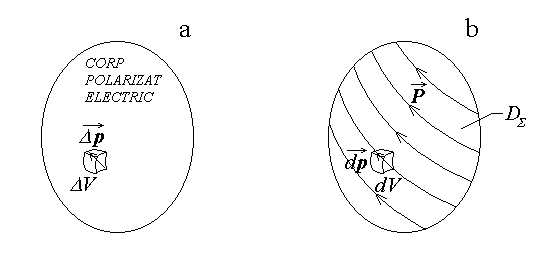 a
CORP
POLARIZAT
ELECTRIC
Δp
ΔV
b
P
D_Σ
dp
dV